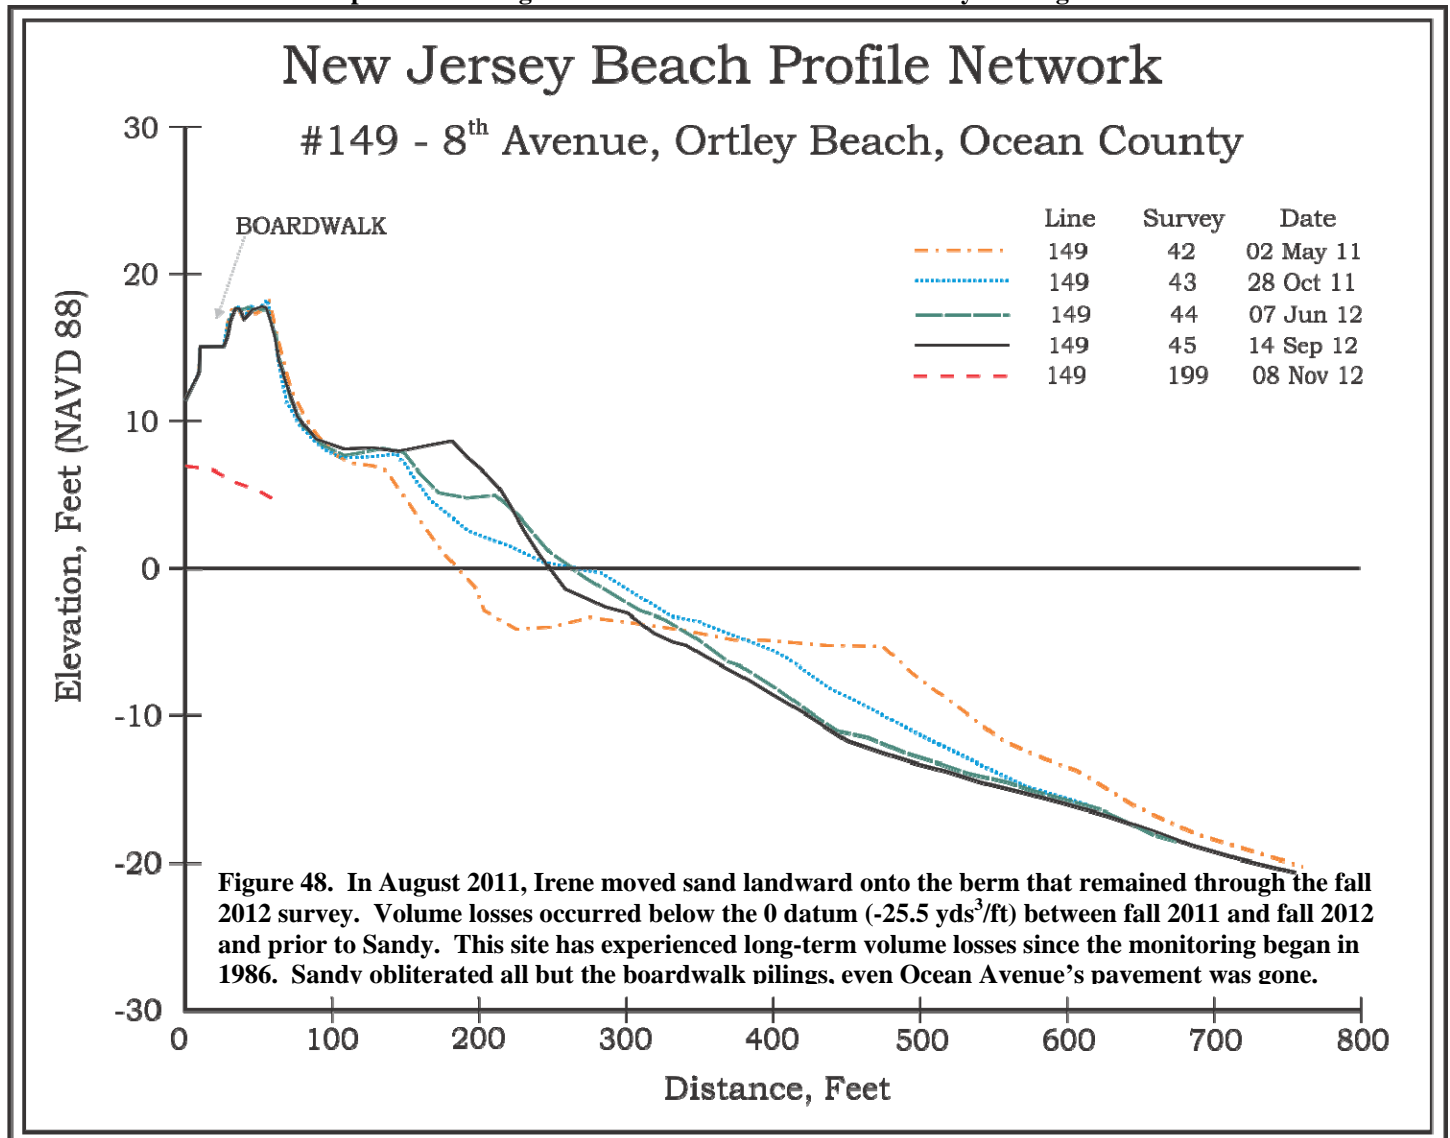 New Jersey Beach Profile Network
#149 - 8th Avenue, Ortley Beach, Ocean County
BOARDWALK
Line Survey Date
149 42 02 May 11
149 43 28 Oct 11
149 44 07 Jun 12
149 45 14 Sep 12
149 199 08 Nov 12
Elevation, Feet (NAVD 88)
30
20
10
0
-10
-20
-30
Figure 48. In August 2011, Irene moved sand landward onto the berm that remained through the fall
2012 survey. Volume losses occurred below the 0 datum (-25.5 yds³/ft) between fall 2011 and fall 2012
and prior to Sandy. This site has experienced long-term volume losses since the monitoring began in
1986. Sandy obliterated all but the boardwalk pilings, even Ocean Avenue's pavement was gone.
0 100 200 300 400 500 600 700 800
Distance, Feet